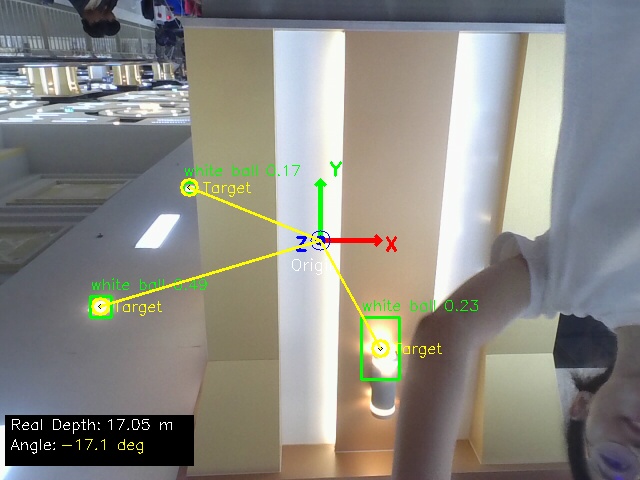 white ball 0.17
Target
Y
Z
X
Orig
white ball 0.49
Target
white ball 0.23
Target
Real Depth: 17.05 m
Angle: −17.1 deg